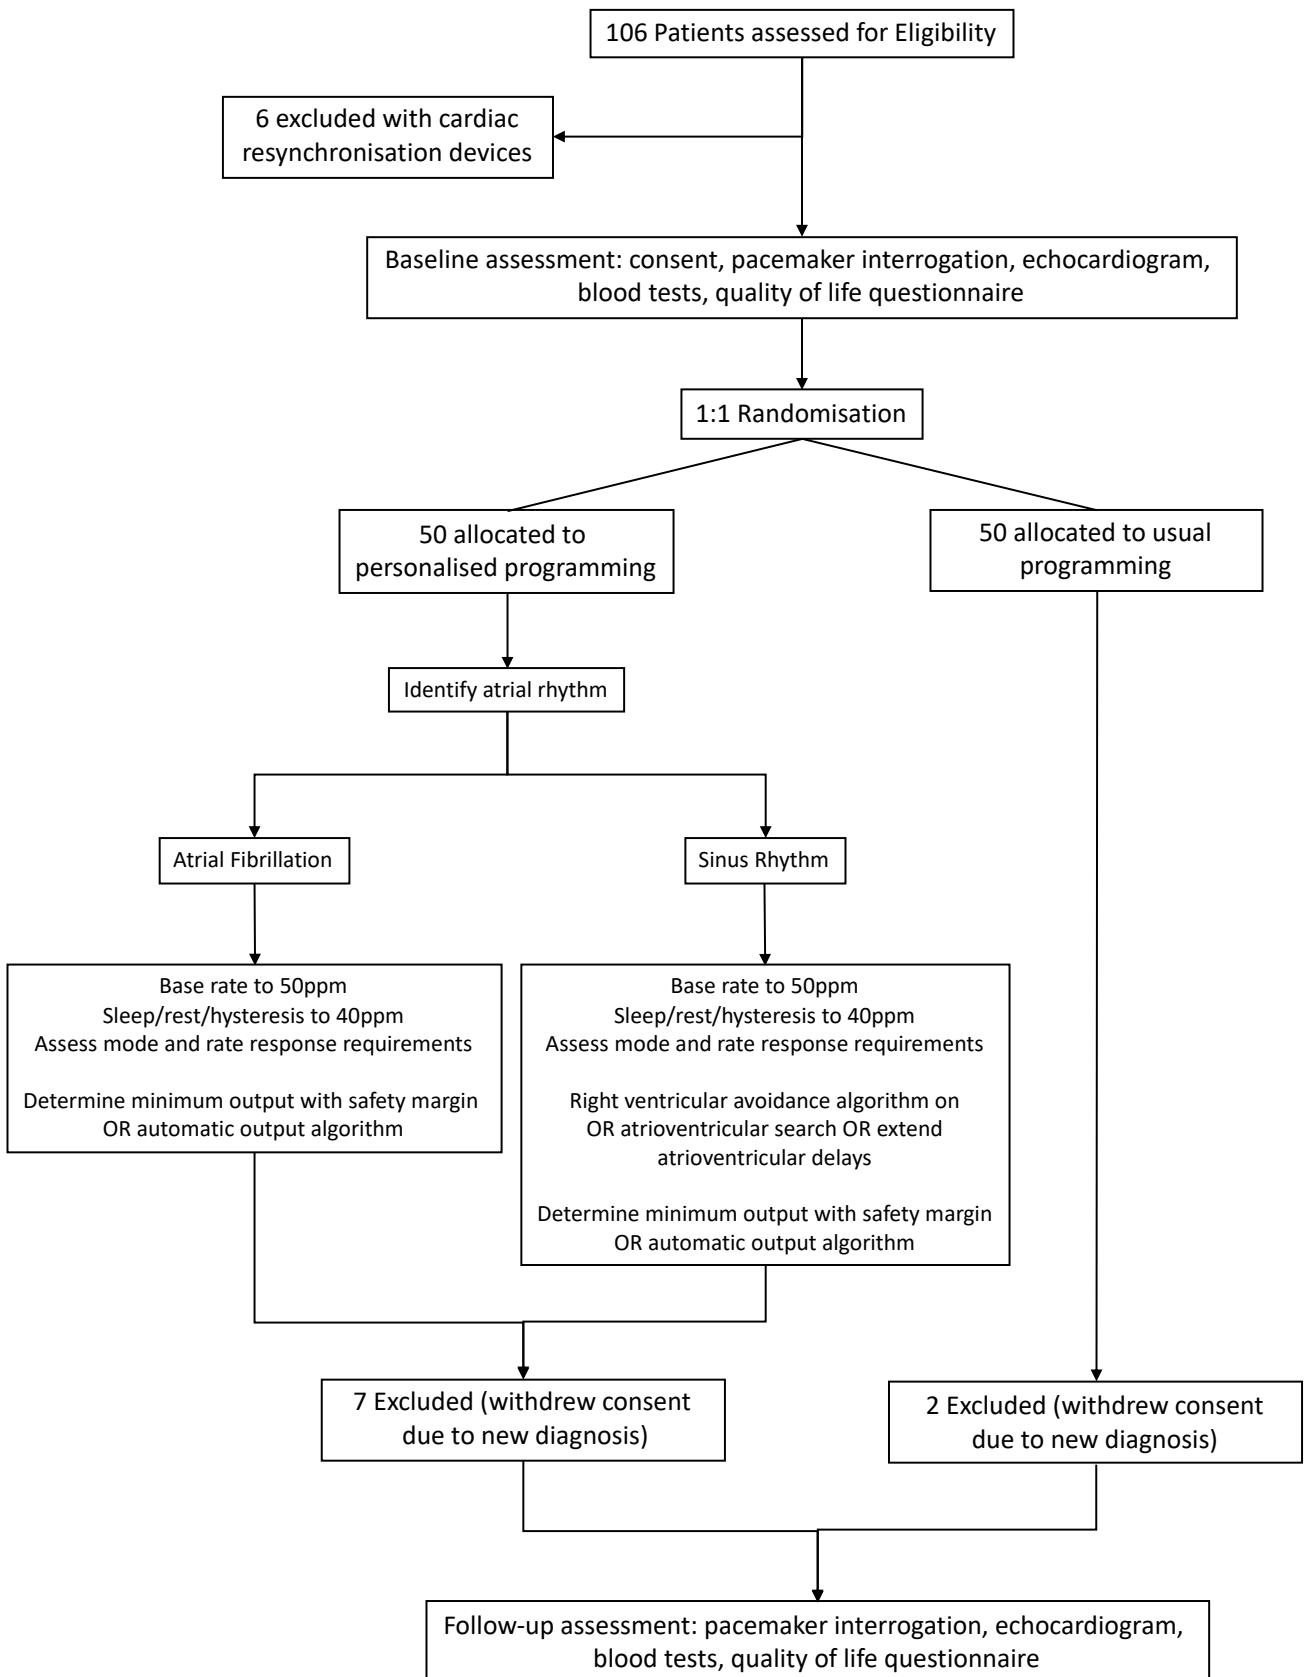 106 Patients assessed for Eligibility
6 excluded with cardiac
resynchronisation devices
Baseline assessment: consent, pacemaker interrogation, echocardiogram,
blood tests, quality of life questionnaire
1:1 Randomisation
50 allocated to
personalised programming
50 allocated to usual
programming
Identify atrial rhythm
Atrial Fibrillation
Sinus Rhythm
Base rate to 50ppm
Sleep/rest/hysteresis to 40ppm
Assess mode and rate response requirements
Determine minimum output with safety margin
OR automatic output algorithm
Base rate to 50ppm
Sleep/rest/hysteresis to 40ppm
Assess mode and rate response requirements
Right ventricular avoidance algorithm on
OR atrioventricular search OR extend
atrioventricular delays
Determine minimum output with safety margin
OR automatic output algorithm
7 Excluded (withdrew consent
due to new diagnosis)
2 Excluded (withdrew consent
due to new diagnosis)
Follow-up assessment: pacemaker interrogation, echocardiogram,
blood tests, quality of life questionnaire